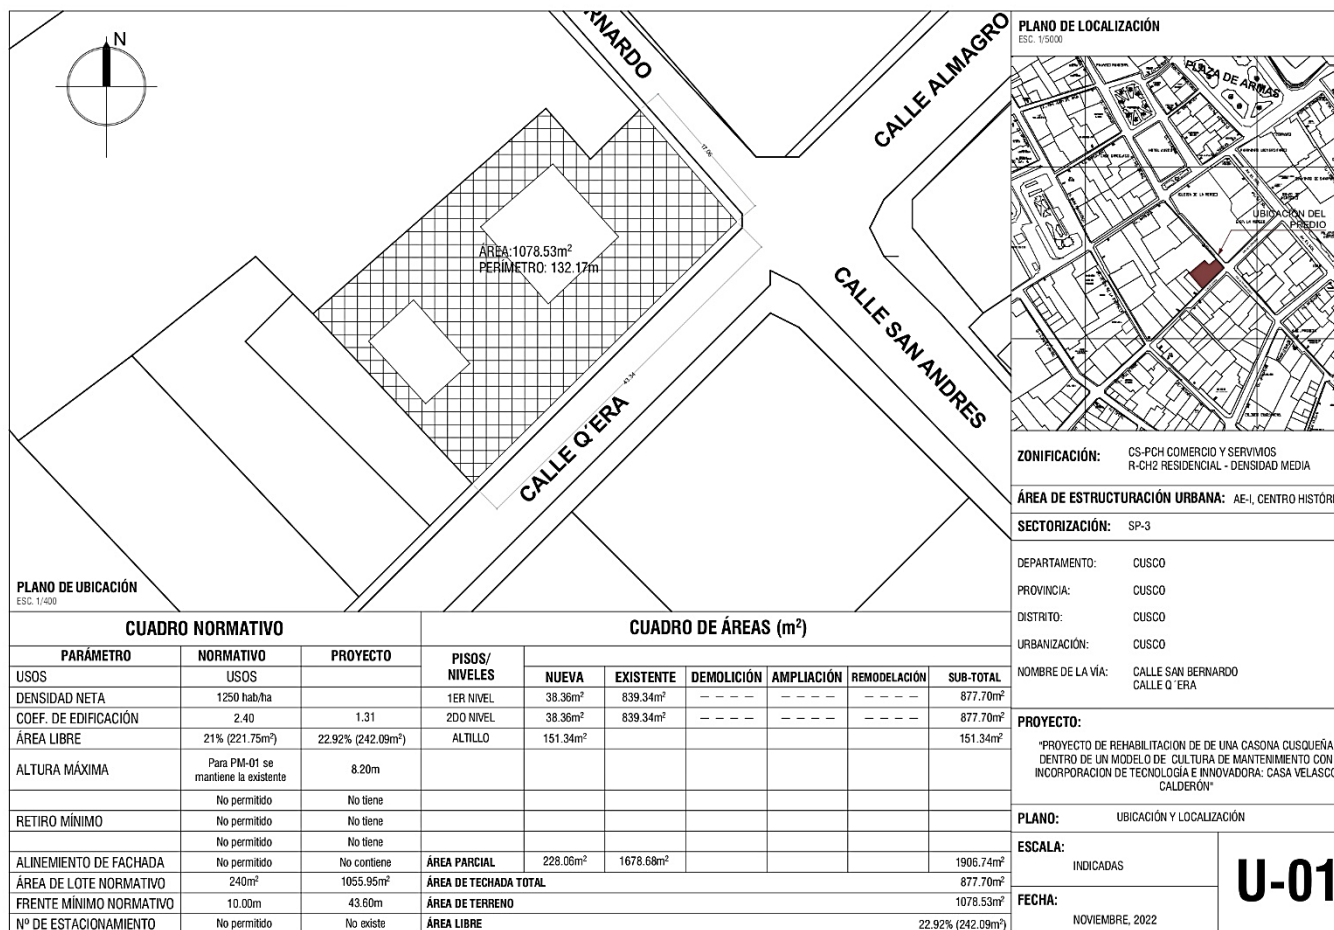 N
RNARDO
CALLE ALMAGRO
17.06
ÁREA:1078.53m²
PERÍMETRO: 132.17m
CALLE SAN ANDRES
43.34
CALLE Q´ERA
PLANO DE UBICACIÓN
ESC. 1/400
PLANO DE LOCALIZACIÓN
ESC. 1/5000
PLAZA DE ARMAS
UBICACIÓN DEL
PREDIO
ZONIFICACIÓN: CS-PCH COMERCIO Y SERVIVIOS
R-CH2 RESIDENCIAL - DENSIDAD MEDIA
ÁREA DE ESTRUCTURACIÓN URBANA: AE-I, CENTRO HISTÓRI
SECTORIZACIÓN: SP-3
DEPARTAMENTO: CUSCO
PROVINCIA: CUSCO
DISTRITO: CUSCO
URBANIZACIÓN: CUSCO
NOMBRE DE LA VÍA: CALLE SAN BERNARDO
CALLE Q´ERA
PROYECTO:
"PROYECTO DE REHABILITACION DE DE UNA CASONA CUSQUEÑA
DENTRO DE UN MODELO DE CULTURA DE MANTENIMIENTO CON
INCORPORACION DE TECNOLOGÍA E INNOVADORA: CASA VELASCO
CALDERÓN"
PLANO: UBICACIÓN Y LOCALIZACIÓN
ESCALA:
INDICADAS
U-01
FECHA:
NOVIEMBRE, 2022
CUADRO NORMATIVO
PARÁMETRO NORMATIVO PROYECTO
USOS USOS
DENSIDAD NETA 1250 hab/ha
COEF. DE EDIFICACIÓN 2.40 1.31
ÁREA LIBRE 21% (221.75m²) 22.92% (242.09m²)
ALTURA MÁXIMA Para PM-01 se mantiene la existente 8.20m
No permitido No tiene
RETIRO MÍNIMO No permitido No tiene
No permitido No tiene
ALINEMIENTO DE FACHADA No permitido No contiene
ÁREA DE LOTE NORMATIVO 240m² 1055.95m²
FRENTE MÍNIMO NORMATIVO 10.00m 43.60m
Nº DE ESTACIONAMIENTO No permitido No existe
CUADRO DE ÁREAS (m²)
PISOS/ NIVELES NUEVA EXISTENTE DEMOLICIÓN AMPLIACIÓN REMODELACIÓN SUB-TOTAL
1ER NIVEL 38.36m² 839.34m² – – – – – – – – – – – – 877.70m²
2DO NIVEL 38.36m² 839.34m² – – – – – – – – – – – – 877.70m²
ALTILLO 151.34m² 151.34m²
ÁREA PARCIAL 228.06m² 1678.68m² 1906.74m²
ÁREA DE TECHADA TOTAL 877.70m²
ÁREA DE TERRENO 1078.53m²
ÁREA LIBRE 22.92% (242.09m²)